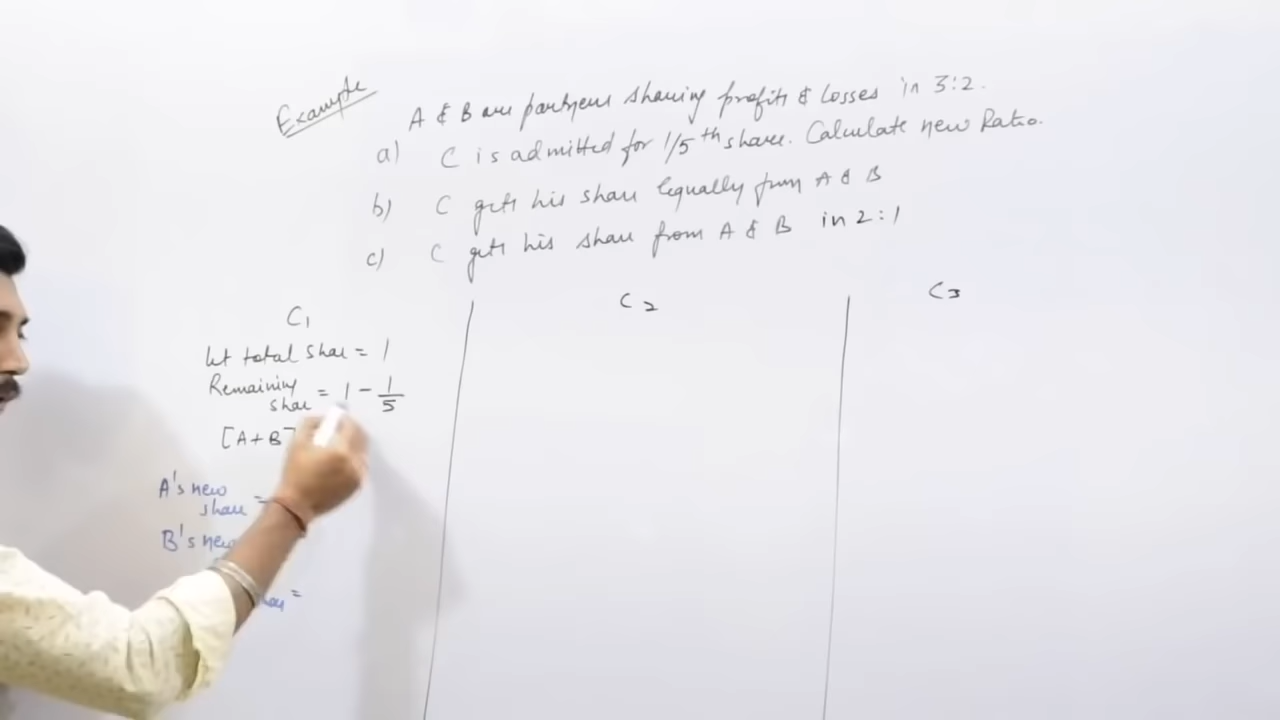 Example
A & B are partners sharing profits & Losses in 3:2.
a) C is admitted for 1/5th share. Calculate new Ratio.
b) C gets his share Equally from A & B
c) C gets his share from A & B in 2:1
C1
let total share = 1
Remaining share = 1 - 1/5
[A+B]
A's new share =
B's new
=
C2
C3